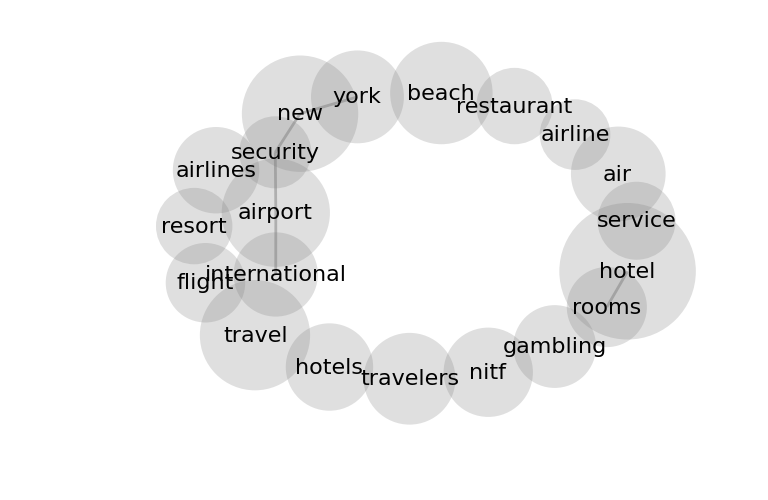 beach
york
restaurant
new
airline
security
airlines
air
airport
service
resort
hotel
international
flight
rooms
travel
gambling
hotels
nitf
travelers